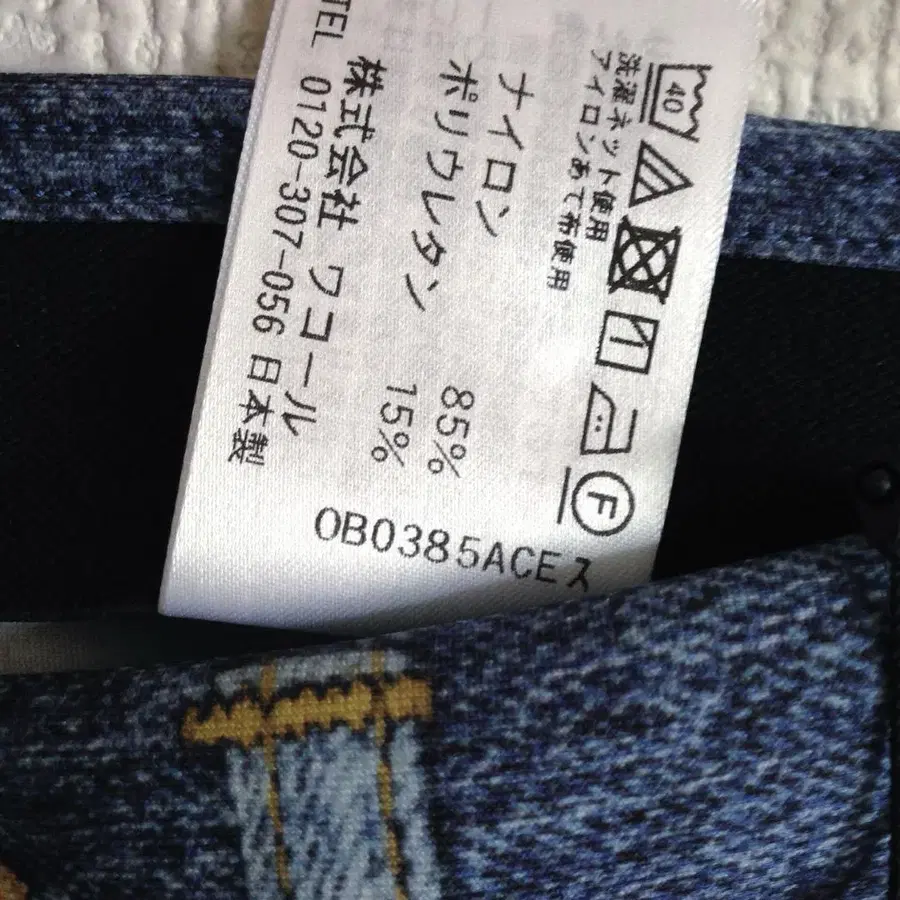 40
洗濯ネット使用
アイロンあて布使用
F
ナイロン 85%
ポリウレタン 15%
株式会社 ワコール
TEL 0120-307-056 日本製
OB0385ACE ス